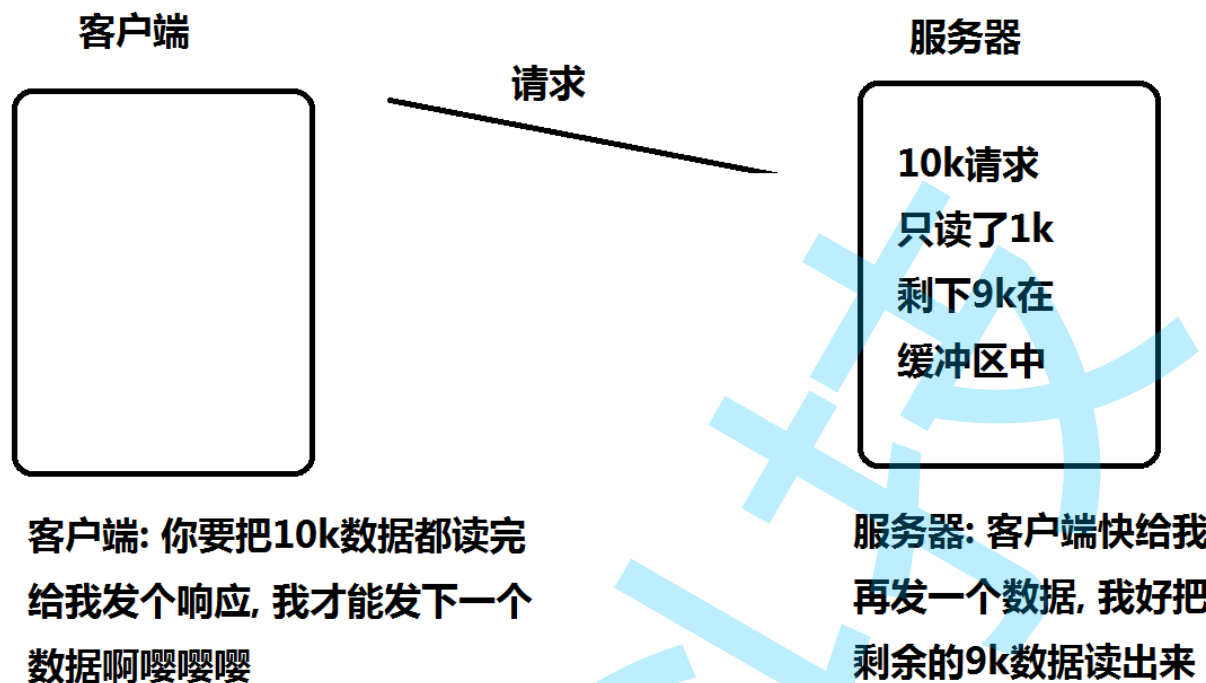 客户端
服务器
请求
10k请求
只读了1k
剩下9k在
缓冲区中
客户端: 你要把10k数据都读完
给我发个响应, 我才能发下一个
数据啊嘤嘤嘤
服务器: 客户端快给我
再发一个数据, 我好把
剩余的9k数据读出来